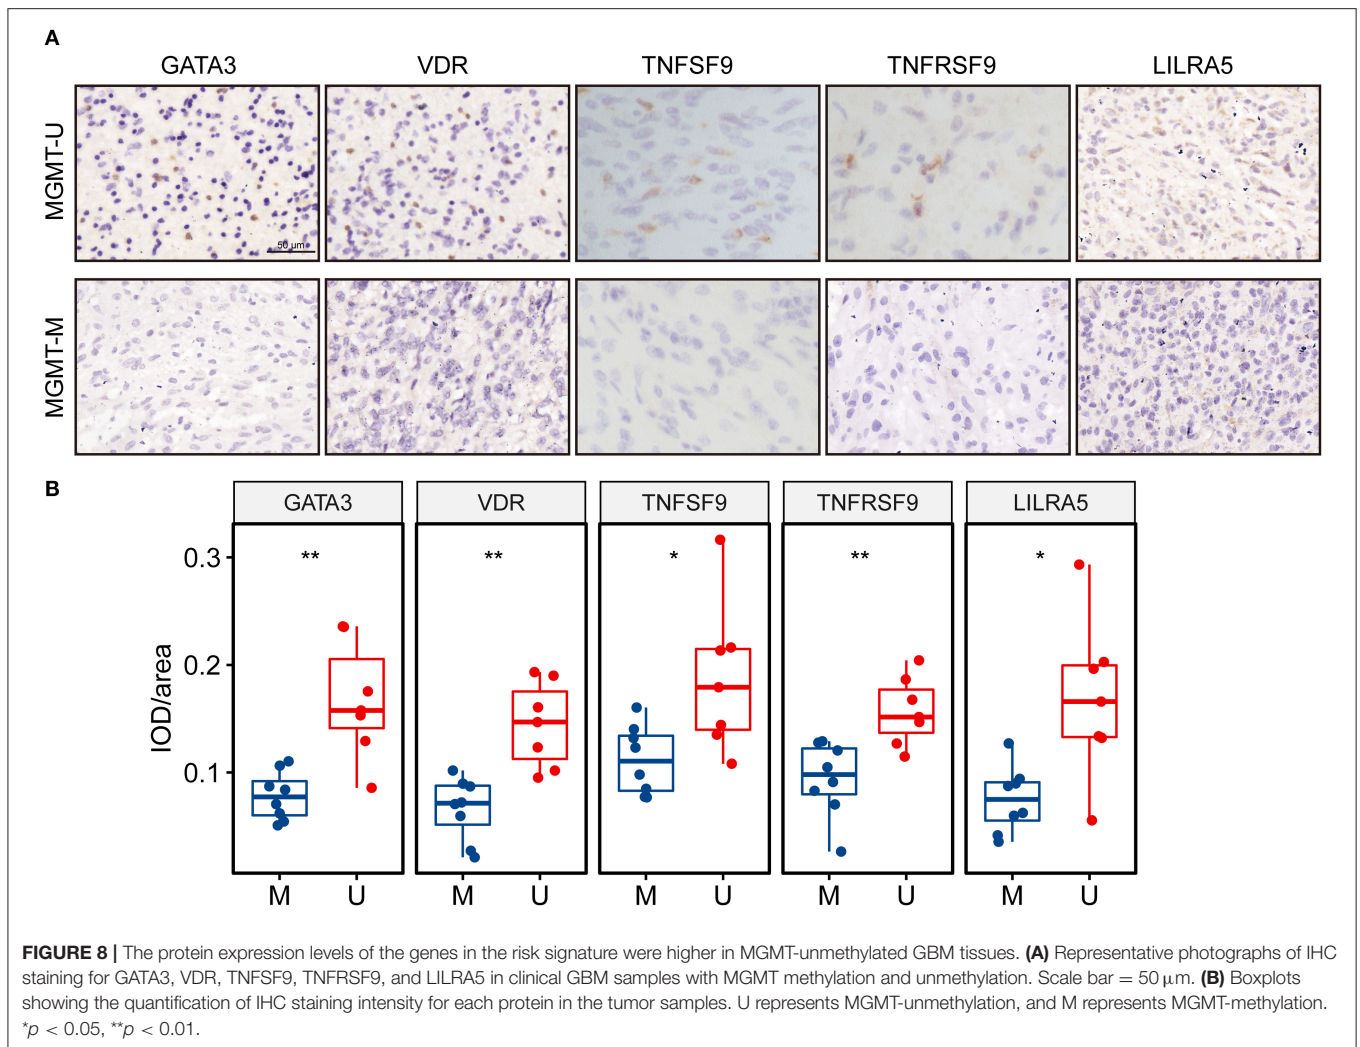 A
GATA3 VDR TNFSF9 TNFRSF9 LILRA5
MGMT-U
50 µm
MGMT-M
B
GATA3 VDR TNFSF9 TNFRSF9 LILRA5
** ** * ** *
0.3
0.2
0.1
IOD/area
M U M U M U M U M U
FIGURE 8 | The protein expression levels of the genes in the risk signature were higher in MGMT-unmethylated GBM tissues. (A) Representative photographs of IHC
staining for GATA3, VDR, TNFSF9, TNFRSF9, and LILRA5 in clinical GBM samples with MGMT methylation and unmethylation. Scale bar = 50 µm. (B) Boxplots
showing the quantification of IHC staining intensity for each protein in the tumor samples. U represents MGMT-unmethylation, and M represents MGMT-methylation.
*p < 0.05, **p < 0.01.